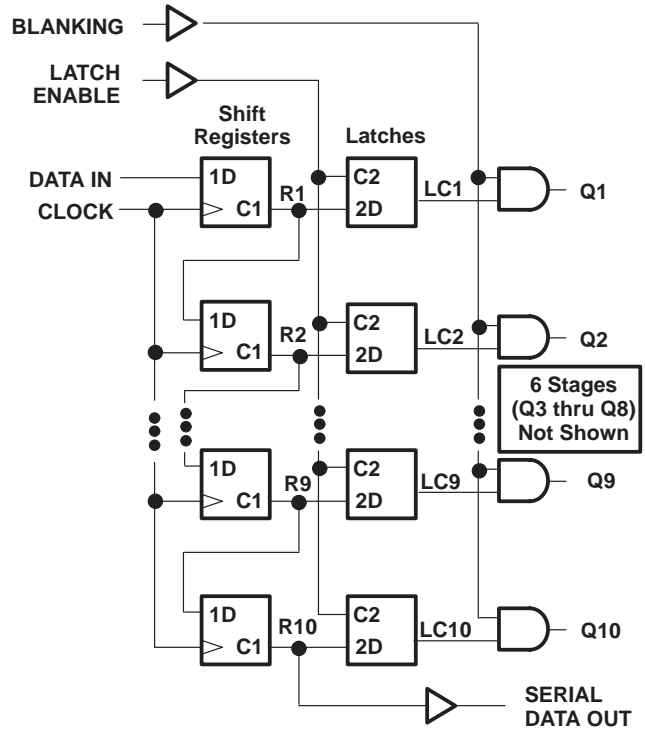 BLANKING
LATCH
ENABLE
Shift
Registers
Latches
DATA IN
CLOCK
1D
C1
R1
C2
2D
LC1
Q1
1D
C1
R2
C2
2D
LC2
Q2
6 Stages
(Q3 thru Q8)
Not Shown
1D
C1
R9
C2
2D
LC9
Q9
1D
C1
R10
C2
2D
LC10
Q10
SERIAL
DATA OUT